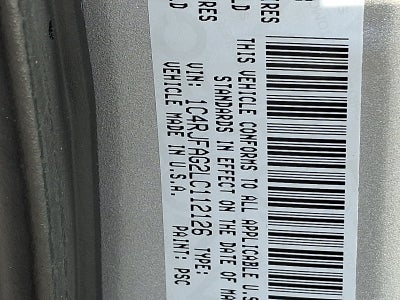 THIS VEHICLE CONFORMS TO ALL APPLICABLE U.S.
STANDARDS IN EFFECT ON THE DATE OF MA
VIN: 1C4RJFAG2LC112126 TYPE:
VEHICLE MADE IN U.S.A. PAINT: PSC